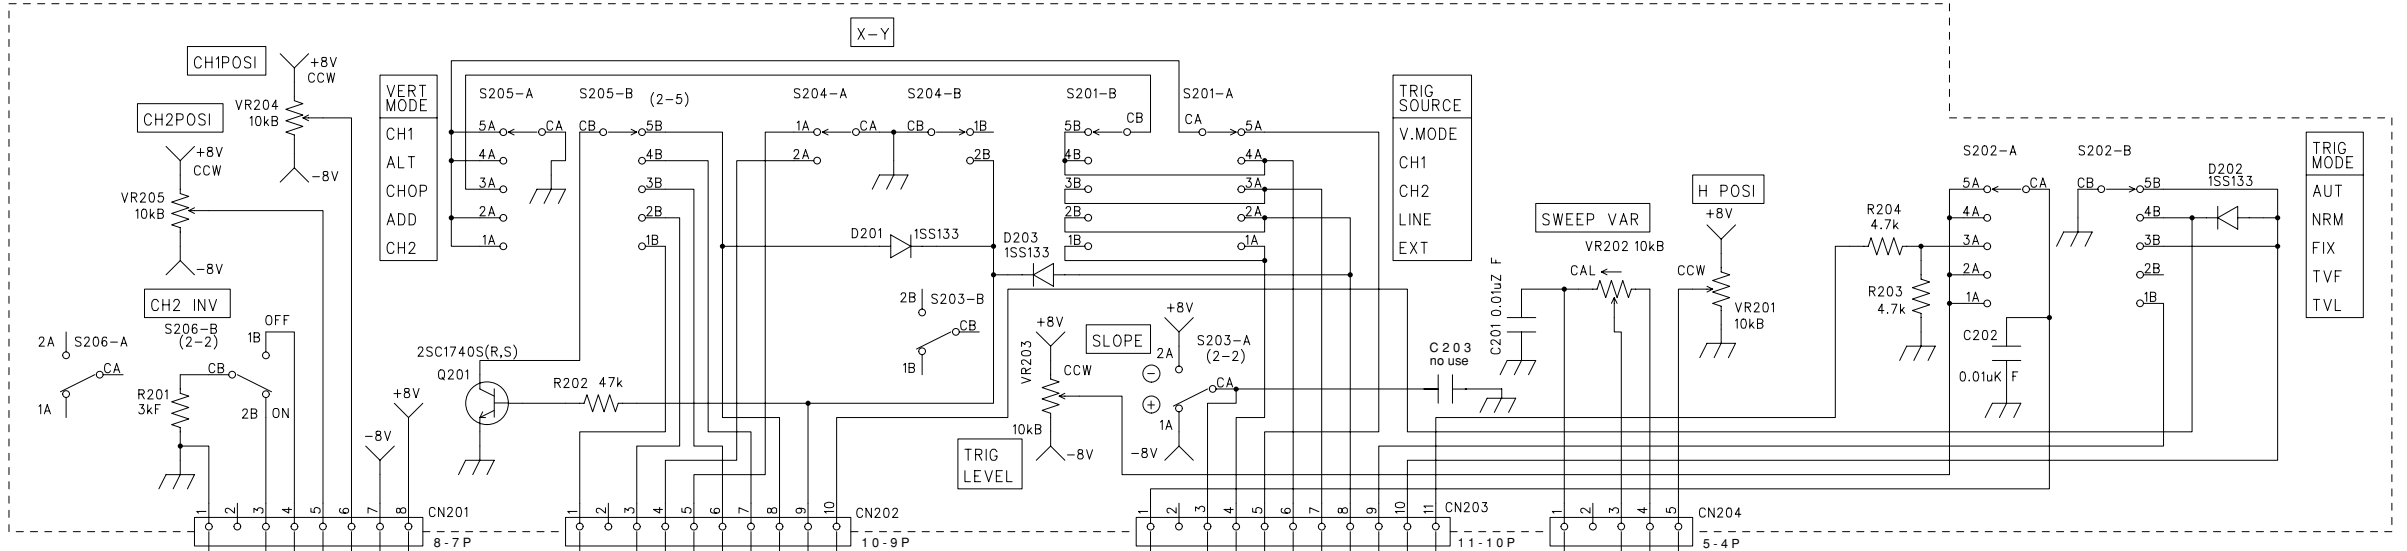 X-Y
CH1POSI
+8V
CCW
VR204
10kB
-8V
CH2POSI
+8V
CCW
VR205
10kB
-8V
CH2 INV
S206-B
(2-2)
OFF
1B
2A S206-A
CA
1A
CB
R201
3kF
2B ON
-8V
+8V
1 2 3 4 5 6 7 8
CN201
8-7P
VERT
MODE
CH1
ALT
CHOP
ADD
CH2
S205-A
5A CA
4A
3A
2A
1A
S205-B (2-5)
CB 5B
4B
3B
2B
1B
S204-A
1A CA
2A
S204-B
CB 1B
2B
D201 1SS133
D203
1SS133
2B S203-B
CB
1B
2SC1740S(R,S)
Q201
R202 47k
1 2 3 4 5 6 7 8 9 10
CN202
10-9P
S201-B
5B CB
4B
3B
2B
1B
S201-A
CA 5A
4A
3A
2A
1A
TRIG
SOURCE
V.MODE
CH1
CH2
LINE
EXT
+8V
VR203
CCW
10kB
-8V
TRIG
LEVEL
SLOPE
+8V
S203-A
(2-2)
2A
−
CA
+
1A
-8V
C203
no use
1 2 3 4 5 6 7 8 9 10 11
CN203
11-10P
C201 0.01uZ F
SWEEP VAR
VR202 10kB
CAL
H POSI
+8V
CCW
VR201
10kB
1 2 3 4 5
CN204
5-4P
R204
4.7k
R203
4.7k
S202-A
5A CA
4A
3A
2A
1A
C202
0.01uK F
S202-B
CB 5B
4B
3B
2B
1B
D202
1SS133
TRIG
MODE
AUT
NRM
FIX
TVF
TVL